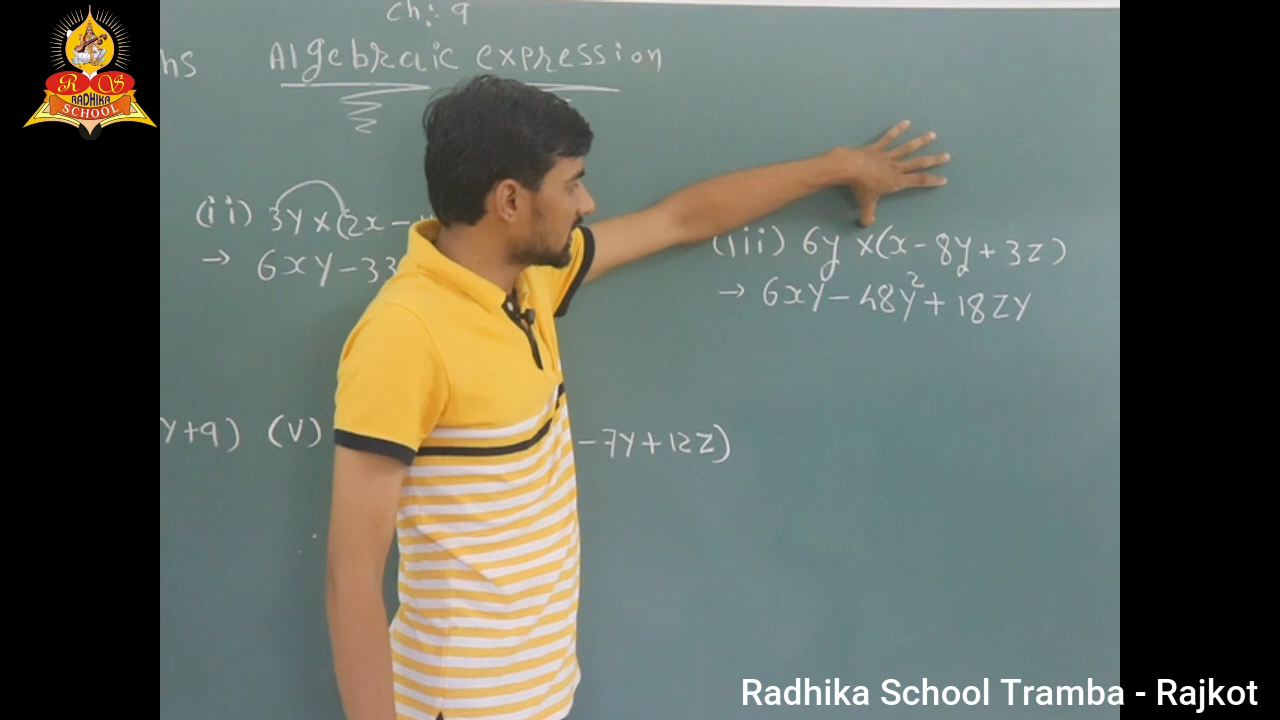 R S
RADHIKA
SCHOOL
Ch:- 9
hs Algebraic expression
(ii) 3y×(2x-
→ 6xy-33
(iii) 6y ×(x-8y+3z)
→ 6xy-48y²+18zy
y+9) (v) -7y+12z)
Radhika School Tramba - Rajkot